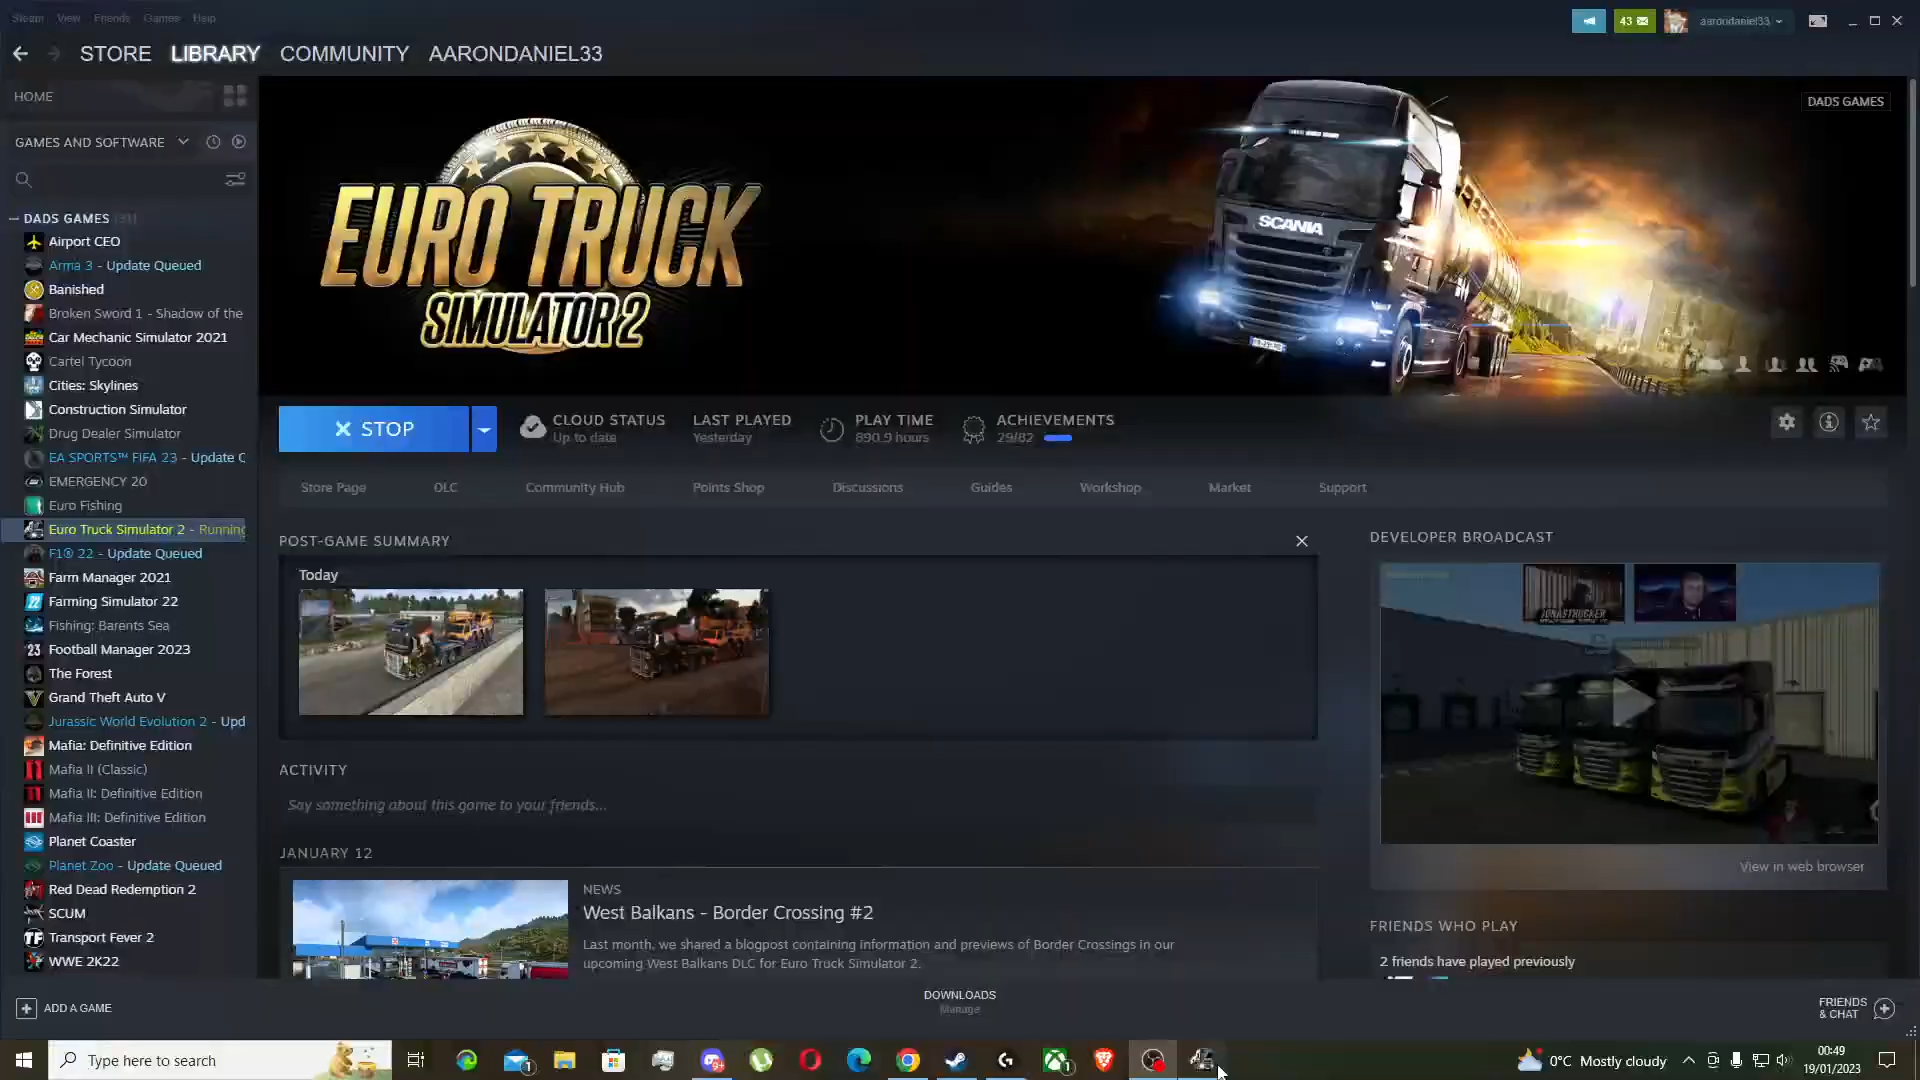 Steam View Friends Games Help
43 aarondaniel33
STORE LIBRARY COMMUNITY AARONDANIEL33
HOME
DADS GAMES
GAMES AND SOFTWARE
EURO TRUCK
SIMULATOR 2
SCANIA
DADS GAMES (31)
Airport CEO
Arma 3 - Update Queued
Banished
Broken Sword 1 - Shadow of the
Car Mechanic Simulator 2021
Cartel Tycoon
Cities: Skylines
Construction Simulator
Drug Dealer Simulator
EA SPORTS™ FIFA 23 - Update Q
EMERGENCY 20
Euro Fishing
Euro Truck Simulator 2 - Running
F1® 22 - Update Queued
Farm Manager 2021
Farming Simulator 22
Fishing: Barents Sea
Football Manager 2023
The Forest
Grand Theft Auto V
Jurassic World Evolution 2 - Upd
Mafia: Definitive Edition
Mafia II (Classic)
Mafia II: Definitive Edition
Mafia III: Definitive Edition
Planet Coaster
Planet Zoo - Update Queued
Red Dead Redemption 2
SCUM
Transport Fever 2
WWE 2K22
STOP
CLOUD STATUS
Up to date
LAST PLAYED
Yesterday
PLAY TIME
890.9 hours
ACHIEVEMENTS
29/82
Store Page DLC Community Hub Points Shop Discussions Guides Workshop Market Support
POST-GAME SUMMARY
Today
ACTIVITY
Say something about this game to your friends...
JANUARY 12
NEWS
West Balkans - Border Crossing #2
Last month, we shared a blogpost containing information and previews of Border Crossings in our
upcoming West Balkans DLC for Euro Truck Simulator 2.
DEVELOPER BROADCAST
JONASTRUCKER
View in web browser
FRIENDS WHO PLAY
2 friends have played previously
ADD A GAME
DOWNLOADS
Manage
FRIENDS
& CHAT
Type here to search
0°C Mostly cloudy
00:49
19/01/2023